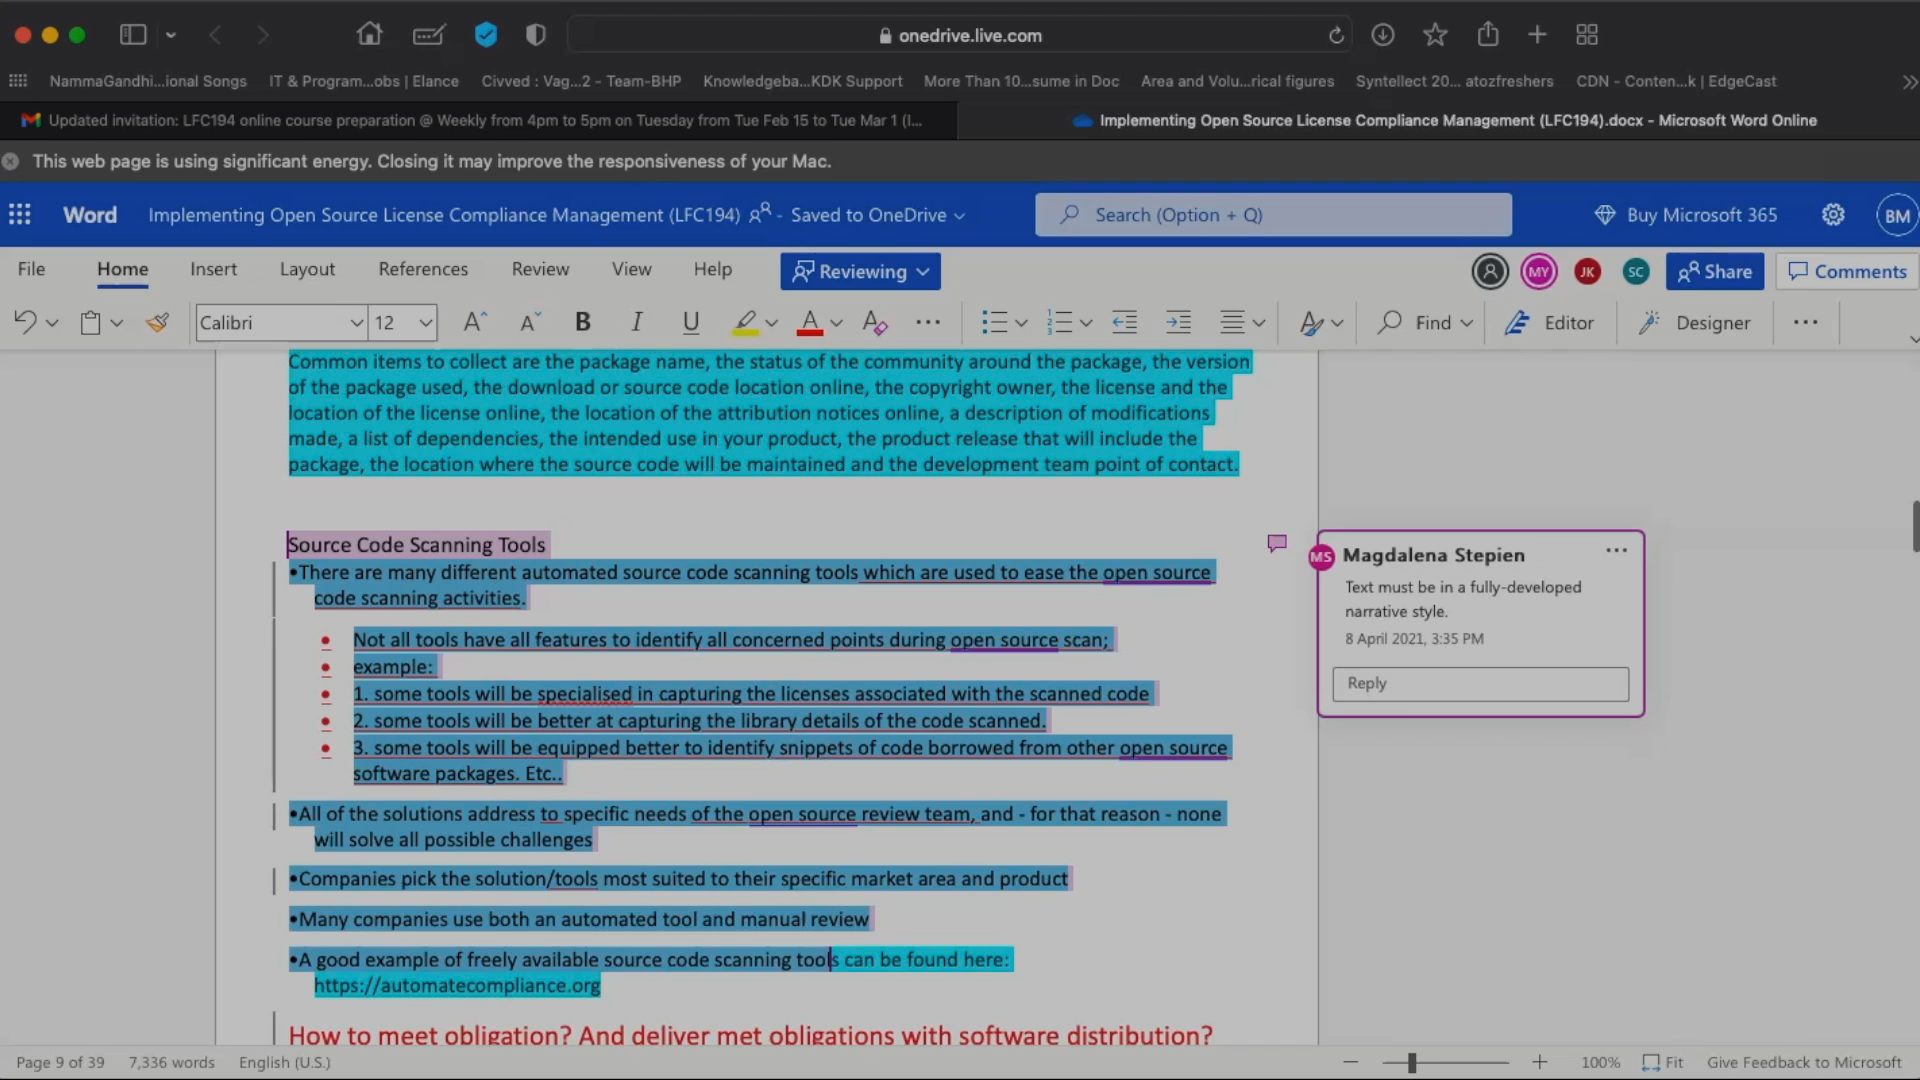 onedrive.live.com
NammaGandhi...ional Songs IT & Program...obs | Elance Civved : Vag...2 - Team-BHP Knowledgeba...KDK Support More Than 10...sume in Doc Area and Volu...rical figures Syntellect 20... atozfreshers CDN - Conten...k | EdgeCast
Updated invitation: LFC194 online course preparation @ Weekly from 4pm to 5pm on Tuesday from Tue Feb 15 to Tue Mar 1 (I... Implementing Open Source License Compliance Management (LFC194).docx - Microsoft Word Online
This web page is using significant energy. Closing it may improve the responsiveness of your Mac.
Word Implementing Open Source License Compliance Management (LFC194) - Saved to OneDrive Search (Option + Q) Buy Microsoft 365 BM
File Home Insert Layout References Review View Help Reviewing MY JK SC Share Comments
Calibri 12 A A B I U A A Find Editor Designer
Common items to collect are the package name, the status of the community around the package, the version
of the package used, the download or source code location online, the copyright owner, the license and the
location of the license online, the location of the attribution notices online, a description of modifications
made, a list of dependencies, the intended use in your product, the product release that will include the
package, the location where the source code will be maintained and the development team point of contact.
Source Code Scanning Tools
•There are many different automated source code scanning tools which are used to ease the open source
code scanning activities.
• Not all tools have all features to identify all concerned points during open source scan;
• example:
• 1. some tools will be specialised in capturing the licenses associated with the scanned code
• 2. some tools will be better at capturing the library details of the code scanned.
• 3. some tools will be equipped better to identify snippets of code borrowed from other open source
software packages. Etc..
•All of the solutions address to specific needs of the open source review team, and - for that reason - none
will solve all possible challenges
•Companies pick the solution/tools most suited to their specific market area and product
•Many companies use both an automated tool and manual review
•A good example of freely available source code scanning tools can be found here:
https://automatecompliance.org
How to meet obligation? And deliver met obligations with software distribution?
MS Magdalena Stepien
Text must be in a fully-developed
narrative style.
8 April 2021, 3:35 PM
Reply
Page 9 of 39 7,336 words English (U.S.) 100% Fit Give Feedback to Microsoft